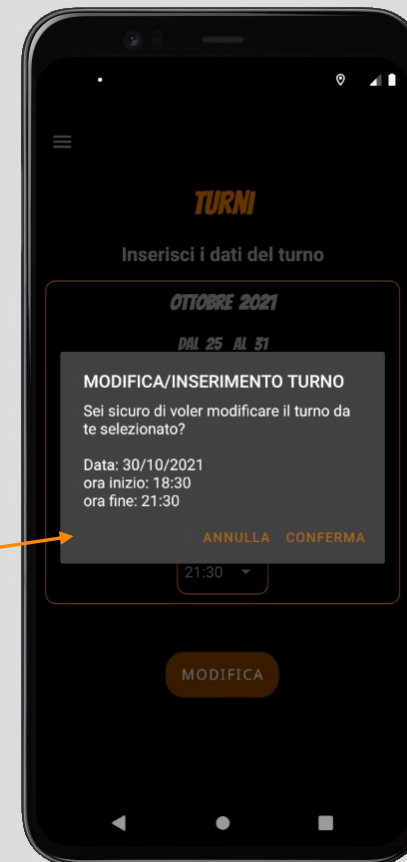 TURNI
Inserisci i dati del turno
OTTOBRE 2021
DAL 25 AL 31
MODIFICA/INSERIMENTO TURNO
Sei sicuro di voler modificare il turno da
te selezionato?
Data: 30/10/2021
ora inizio: 18:30
ora fine: 21:30
ANNULLA CONFERMA
21:30
MODIFICA